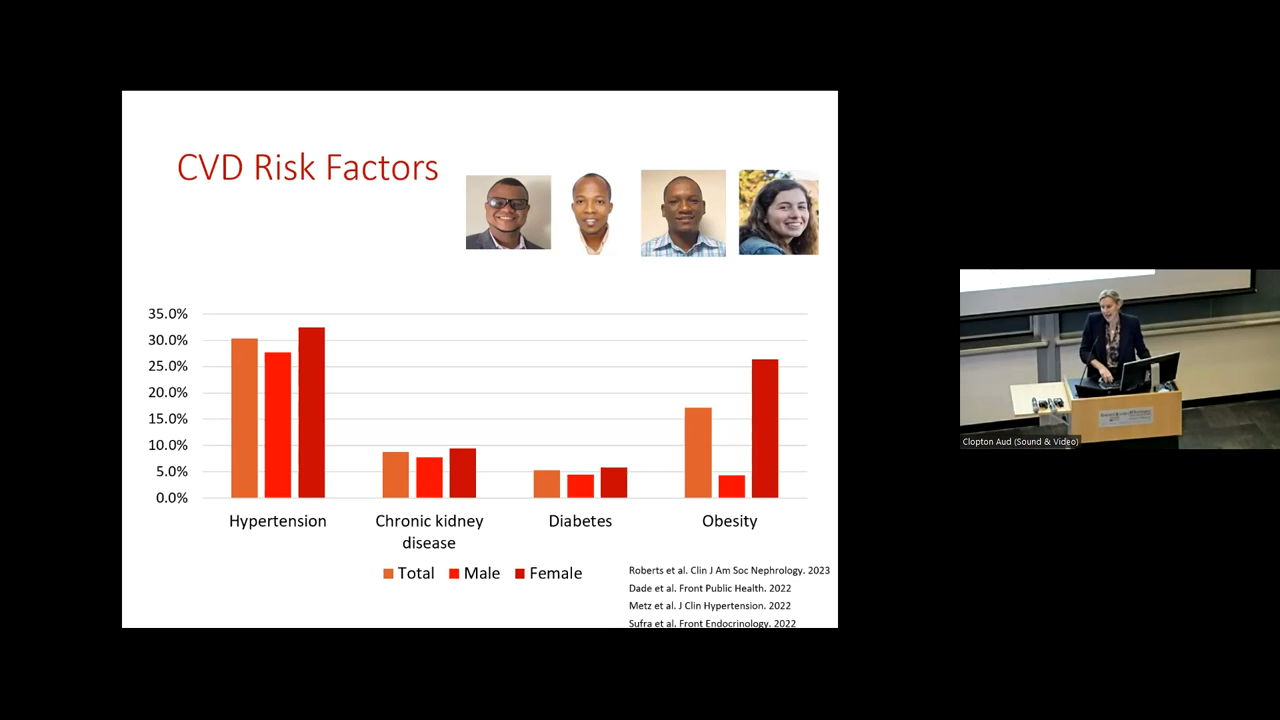 CVD Risk Factors
35.0%
30.0%
25.0%
20.0%
15.0%
10.0%
5.0%
0.0%
Hypertension
Chronic kidney
disease
Diabetes
Obesity
Total
Male
Female
Roberts et al. Clin J Am Soc Nephrology. 2023
Dade et al. Front Public Health. 2022
Metz et al. J Clin Hypertension. 2022
Sufra et al. Front Endocrinology. 2022
Clopton Aud (Sound & Video)